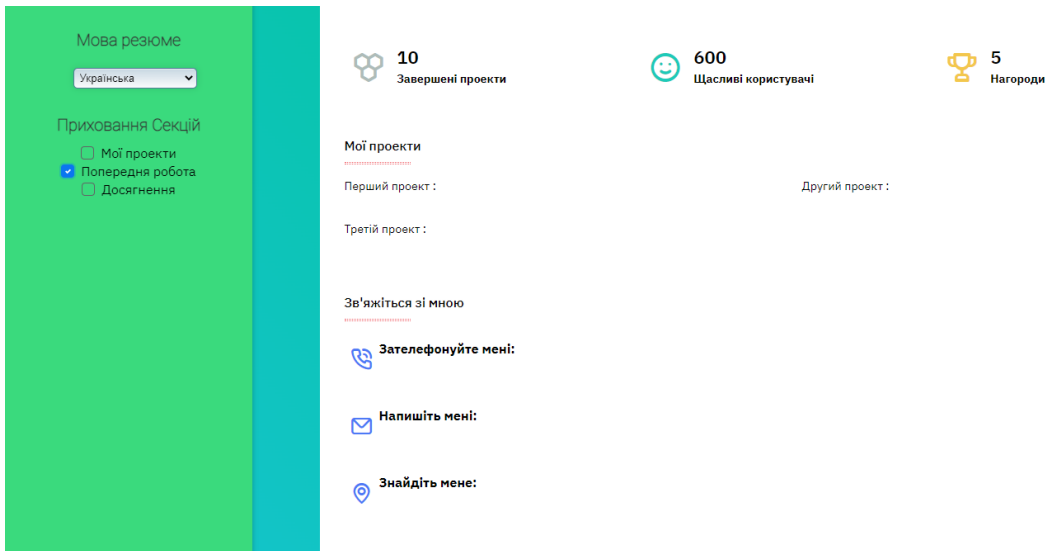 Мова резюме
Українська
Приховання Секцій
Мої проекти
Попередня робота
Досягнення
10
Завершені проекти
600
Щасливі користувачі
5
Нагороди
Мої проекти
Перший проект :
Другий проект :
Третій проект :
Зв'яжіться зі мною
Зателефонуйте мені:
Напишіть мені:
Знайдіть мене: